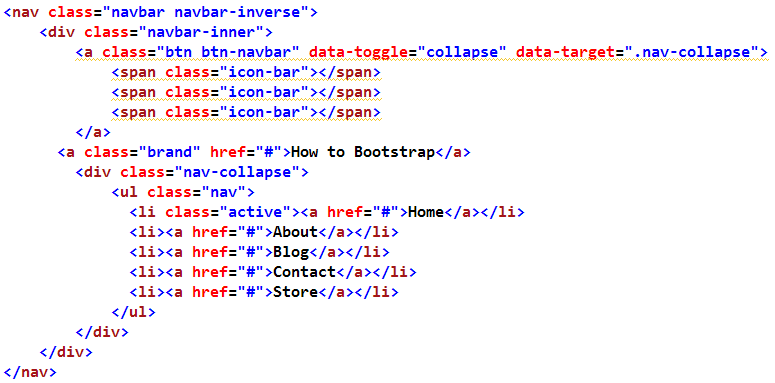 <nav class="navbar navbar-inverse">
<div class="navbar-inner">
<a class="btn btn-navbar" data-toggle="collapse" data-target=".nav-collapse">
<span class="icon-bar"></span>
<span class="icon-bar"></span>
<span class="icon-bar"></span>
</a>
<a class="brand" href="#">How to Bootstrap</a>
<div class="nav-collapse">
<ul class="nav">
<li class="active"><a href="#">Home</a></li>
<li><a href="#">About</a></li>
<li><a href="#">Blog</a></li>
<li><a href="#">Contact</a></li>
<li><a href="#">Store</a></li>
</ul>
</div>
</div>
</nav>